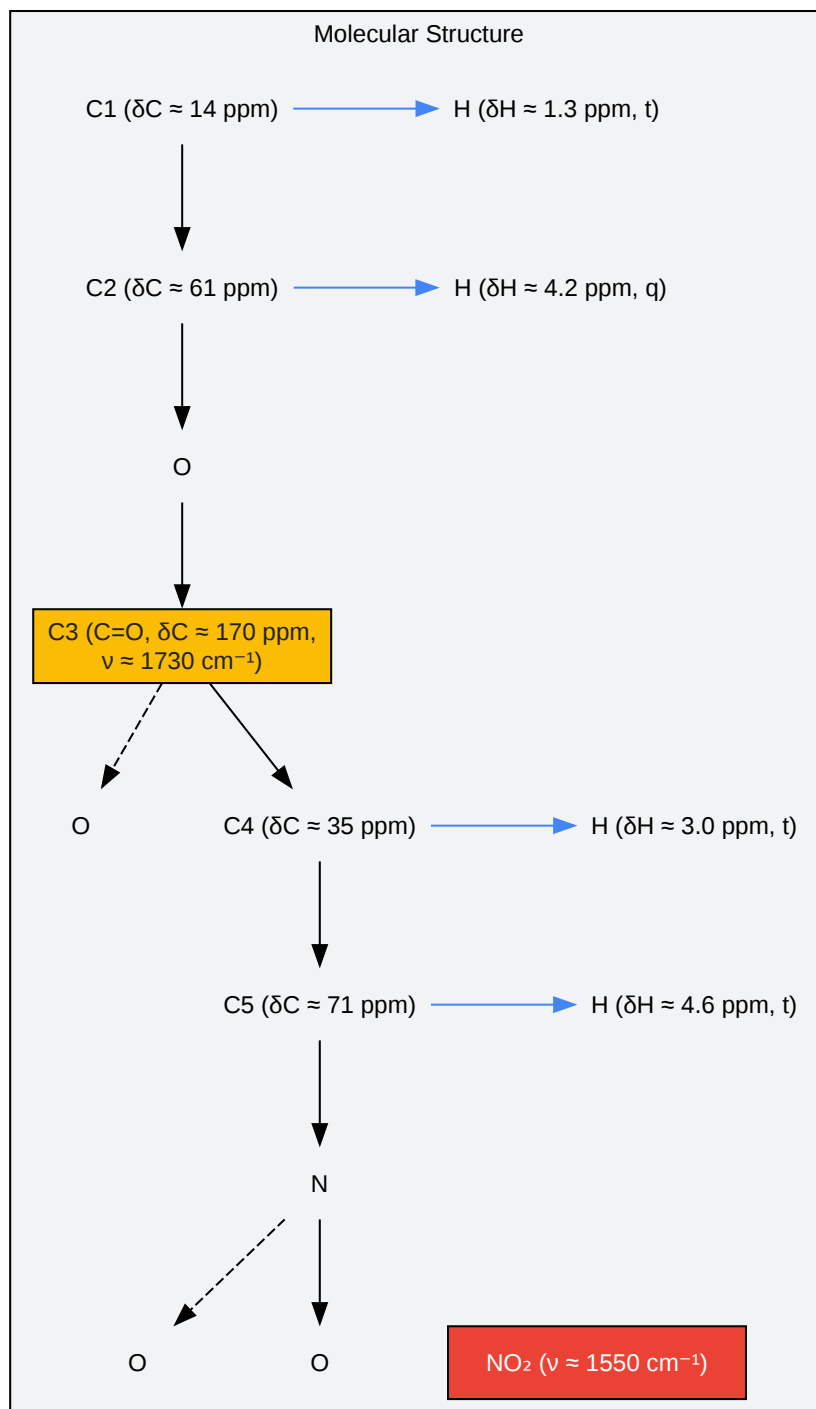 Molecular Structure
C1 (δC ≈ 14 ppm)
H (δH ≈ 1.3 ppm, t)
C2 (δC ≈ 61 ppm)
H (δH ≈ 4.2 ppm, q)
O
C3 (C=O, δC ≈ 170 ppm,
ν ≈ 1730 cm⁻¹)
O
C4 (δC ≈ 35 ppm)
H (δH ≈ 3.0 ppm, t)
C5 (δC ≈ 71 ppm)
H (δH ≈ 4.6 ppm, t)
N
O
O
NO₂ (ν ≈ 1550 cm⁻¹)